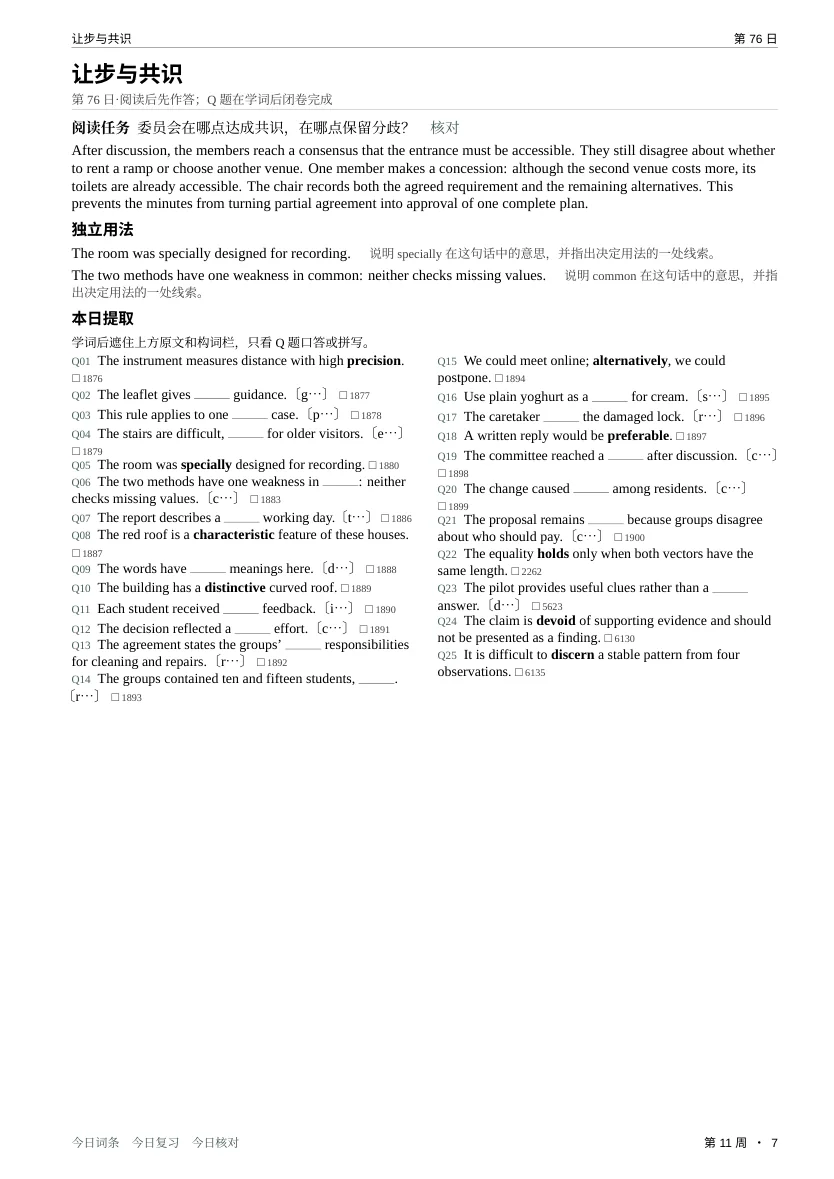 让步与共识 第 76 日
让步与共识
第 76 日·阅读后先作答；Q 题在学词后闭卷完成
阅读任务 委员会在哪点达成共识，在哪点保留分歧？ 核对
After discussion, the members reach a consensus that the entrance must be accessible. They still disagree about whether
to rent a ramp or choose another venue. One member makes a concession: although the second venue costs more, its
toilets are already accessible. The chair records both the agreed requirement and the remaining alternatives. This
prevents the minutes from turning partial agreement into approval of one complete plan.
独立用法
The room was specially designed for recording. 说明 specially 在这句话中的意思，并指出决定用法的一处线索。
The two methods have one weakness in common: neither checks missing values. 说明 common 在这句话中的意思，并指
出决定用法的一处线索。
本日提取
学词后遮住上方原文和构词栏，只看 Q 题口答或拼写。
Q01 The instrument measures distance with high precision.
□ 1876
Q02 The leaflet gives _____ guidance.〔g···〕 □ 1877
Q03 This rule applies to one _____ case.〔p···〕 □ 1878
Q04 The stairs are difficult, _____ for older visitors.〔e···〕
□ 1879
Q05 The room was specially designed for recording. □ 1880
Q06 The two methods have one weakness in _____: neither
checks missing values.〔c···〕 □ 1883
Q07 The report describes a _____ working day.〔t···〕 □ 1886
Q08 The red roof is a characteristic feature of these houses.
□ 1887
Q09 The words have _____ meanings here.〔d···〕 □ 1888
Q10 The building has a distinctive curved roof. □ 1889
Q11 Each student received _____ feedback.〔i···〕 □ 1890
Q12 The decision reflected a _____ effort.〔c···〕 □ 1891
Q13 The agreement states the groups’ _____ responsibilities
for cleaning and repairs.〔r···〕 □ 1892
Q14 The groups contained ten and fifteen students, _____.
〔r···〕 □ 1893
Q15 We could meet online; alternatively, we could
postpone. □ 1894
Q16 Use plain yoghurt as a _____ for cream.〔s···〕 □ 1895
Q17 The caretaker _____ the damaged lock.〔r···〕 □ 1896
Q18 A written reply would be preferable. □ 1897
Q19 The committee reached a _____ after discussion.〔c···〕
□ 1898
Q20 The change caused _____ among residents.〔c···〕
□ 1899
Q21 The proposal remains _____ because groups disagree
about who should pay.〔c···〕 □ 1900
Q22 The equality holds only when both vectors have the
same length. □ 2262
Q23 The pilot provides useful clues rather than a _____
answer.〔d···〕 □ 5623
Q24 The claim is devoid of supporting evidence and should
not be presented as a finding. □ 6130
Q25 It is difficult to discern a stable pattern from four
observations. □ 6135
今日词条 今日复习 今日核对 第 11 周 · 7